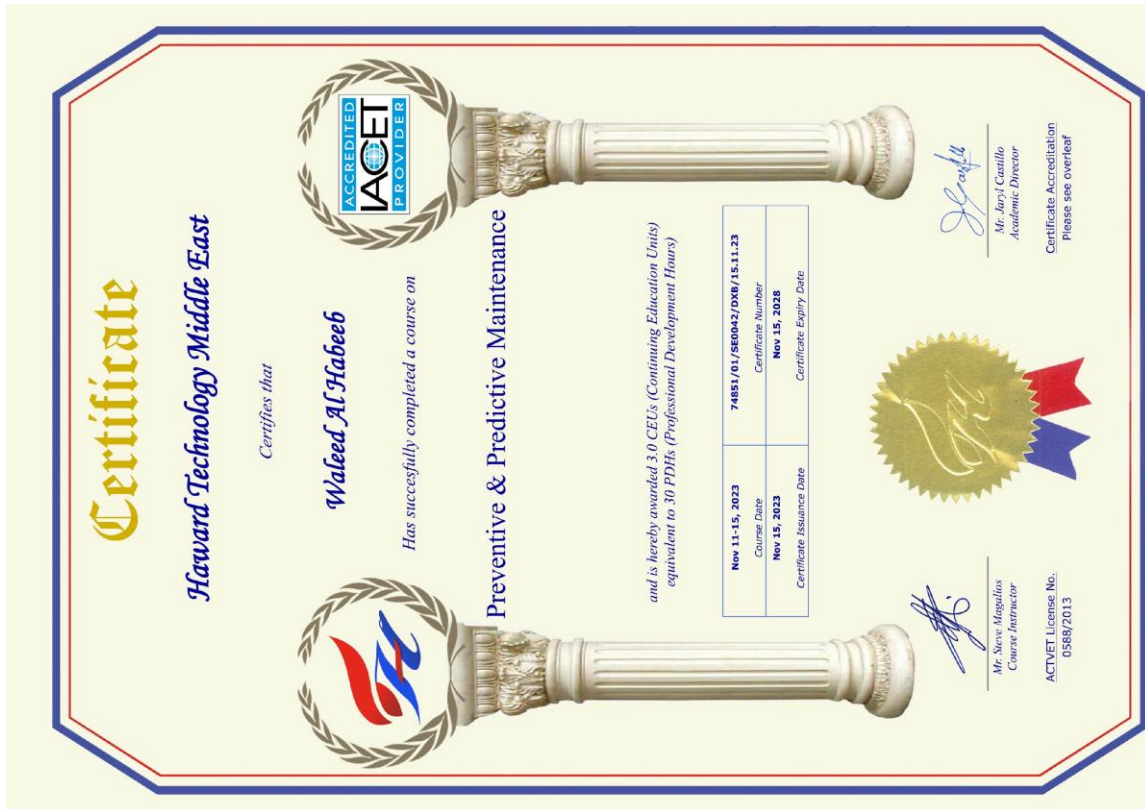 Certificate
Haward Technology Middle East
Certifies that
Waleed Al Habeeb
Has succesfully completed a course on
Preventive & Predictive Maintenance
and is hereby awarded 3.0 CEUs (Continuing Education Units)
equivalent to 30 PDHs (Professional Development Hours)
Nov 11-15, 2023
Course Date
74851/01/SE0042/DXB/15.11.23
Certificate Number
Nov 15, 2023
Certificate Issuance Date
Nov 15, 2028
Certificate Expiry Date
ACCREDITED
IACET
PROVIDER
Mr. Steve Magalios
Course Instructor
ACTVET License No.
0588/2013
Mr. Jaryl Castillo
Academic Director
Certificate Accreditation
Please see overleaf